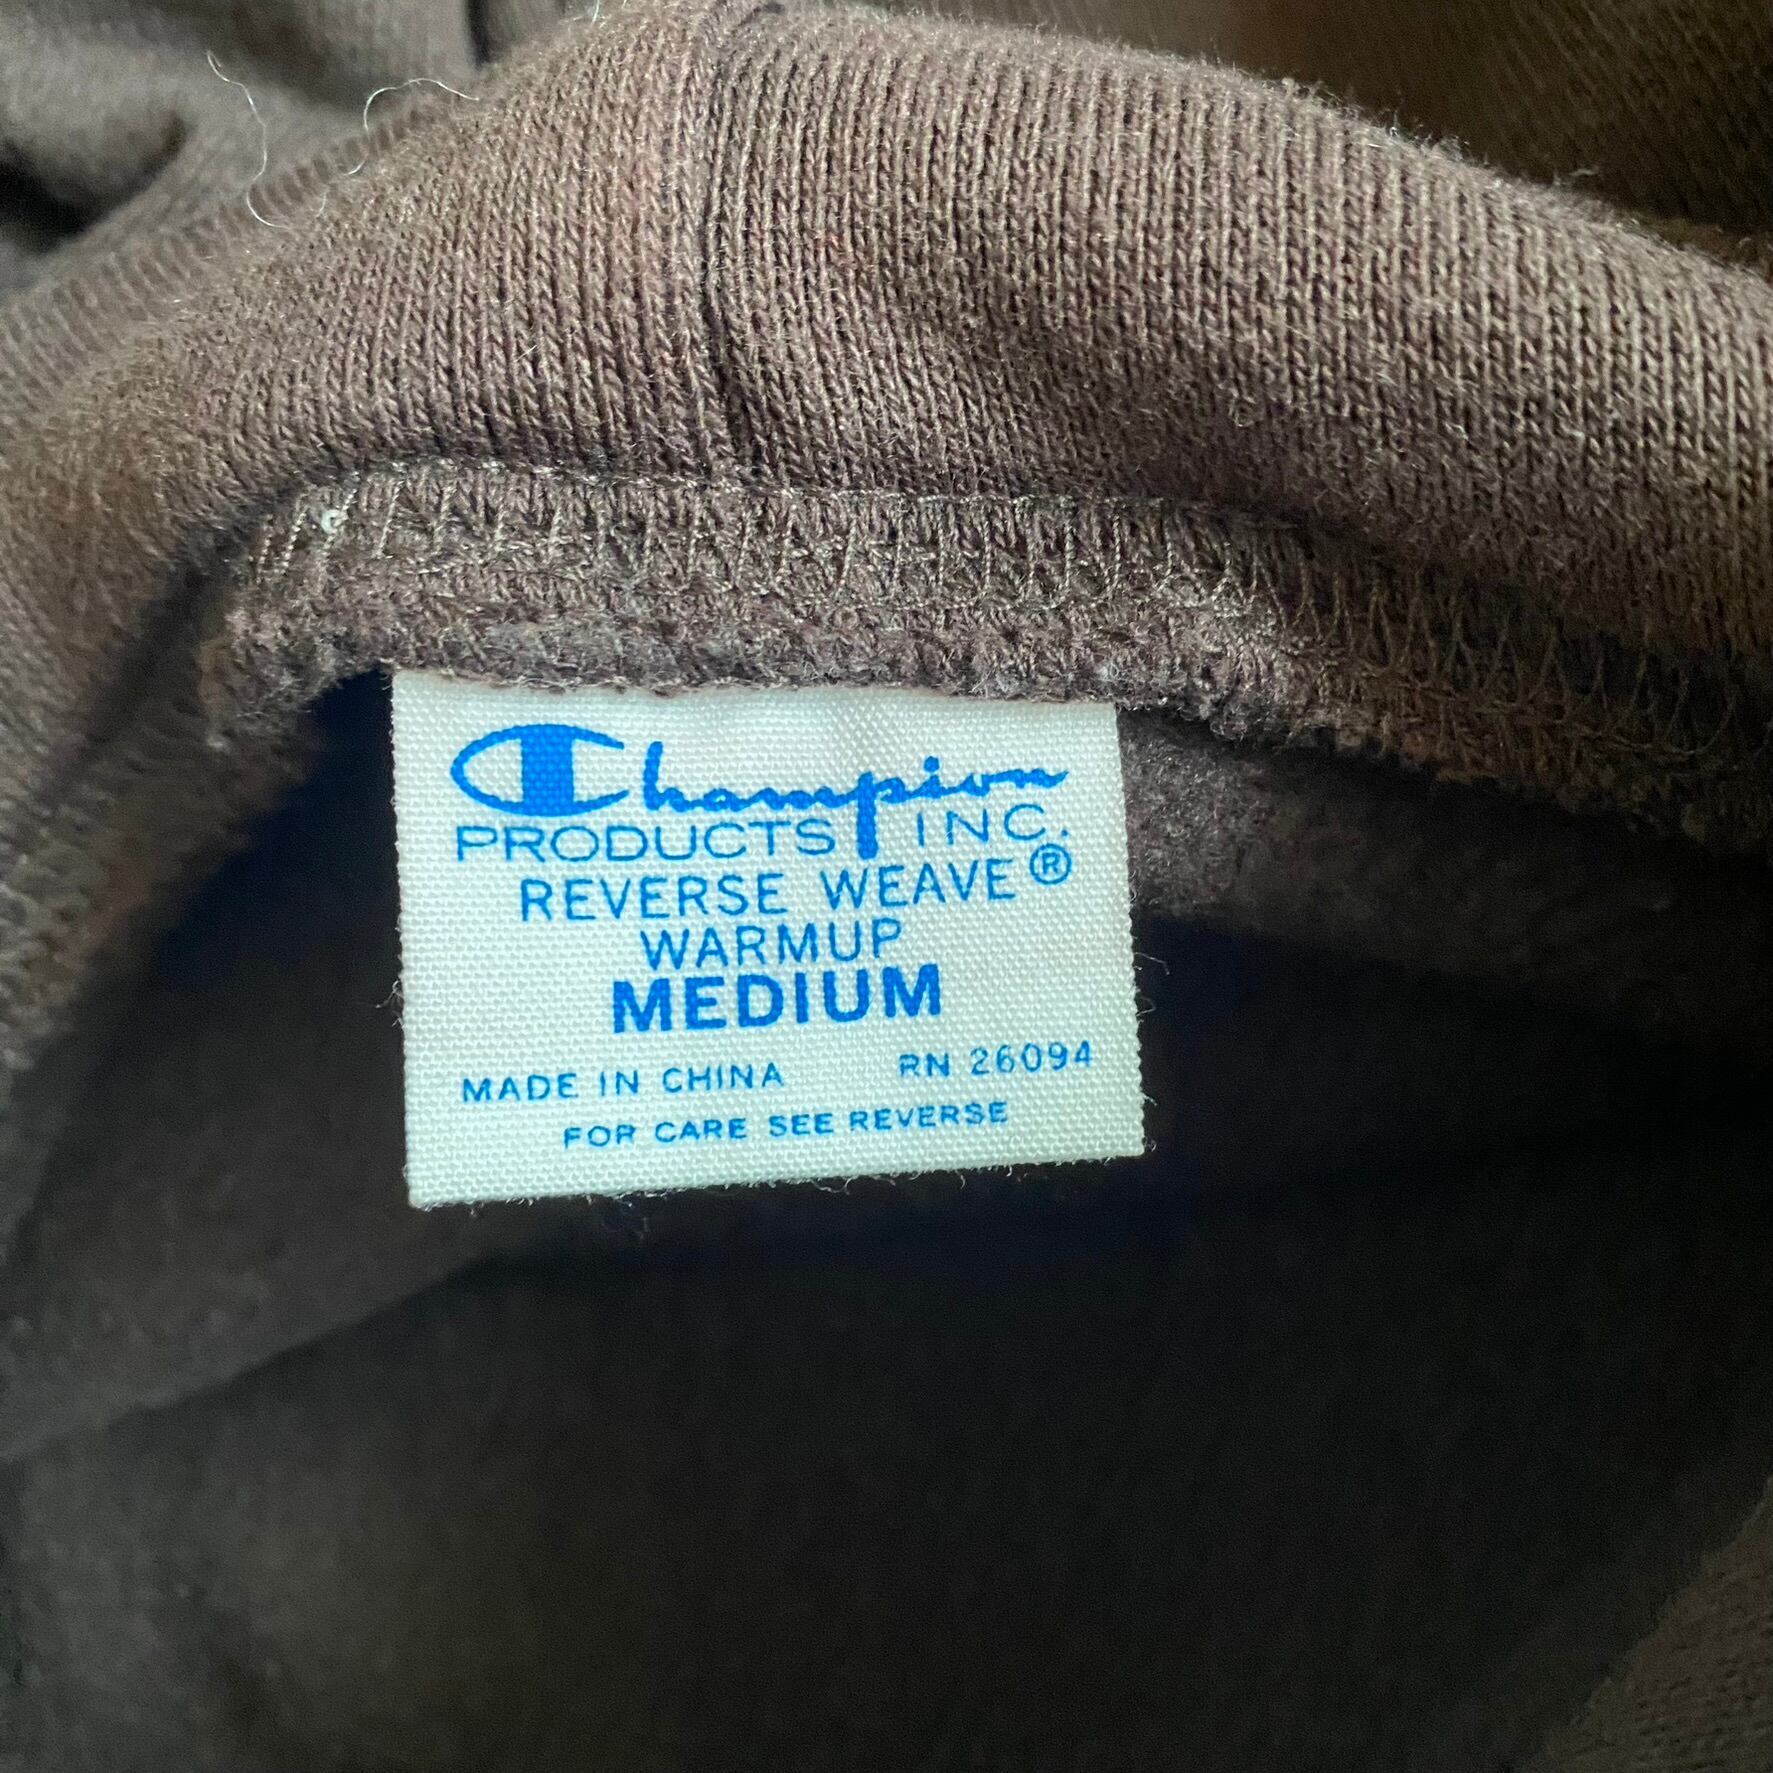 Champion
PRODUCTS INC.
REVERSE WEAVE®
WARMUP
MEDIUM
MADE IN CHINA RN 26094
FOR CARE SEE REVERSE